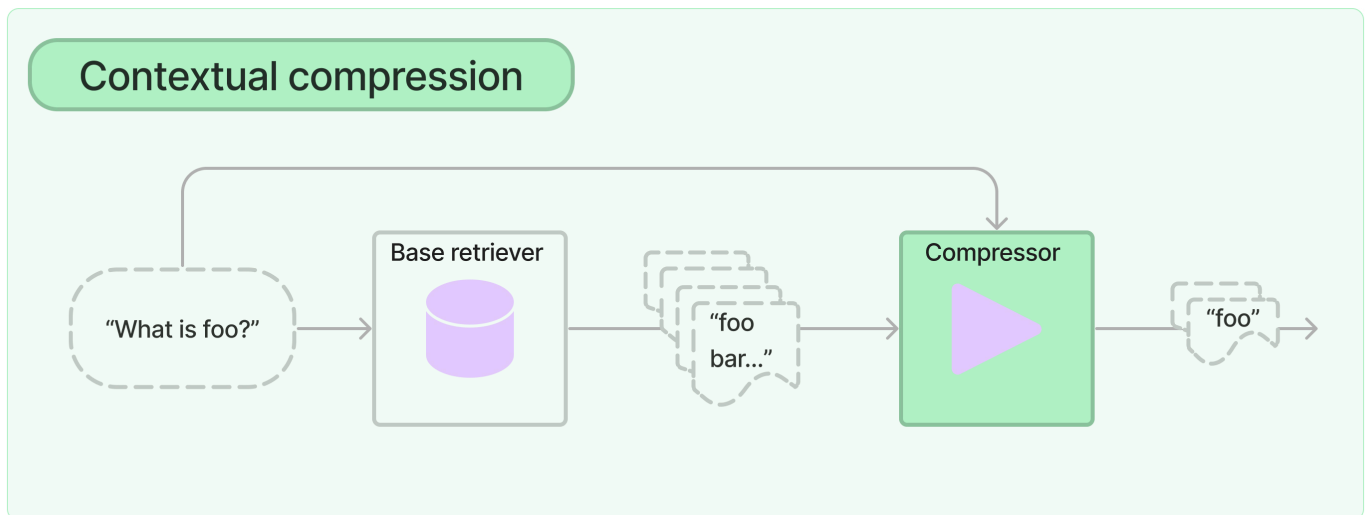 Contextual compression
Base retriever
Compressor
“What is foo?”
“foo
bar...”
“foo”